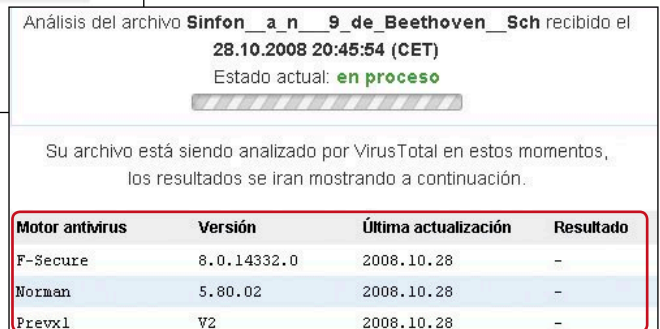 Análisis del archivo Sinfon__a_n___9_de_Beethoven__Sch recibido el
28.10.2008 20:45:54 (CET)
Estado actual: en proceso
Su archivo está siendo analizado por VirusTotal en estos momentos,
los resultados se iran mostrando a continuación.
Motor antivirus Versión Última actualización Resultado
F-Secure 8.0.14332.0 2008.10.28 -
Norman 5.80.02 2008.10.28 -
Prevx1 V2 2008.10.28 -